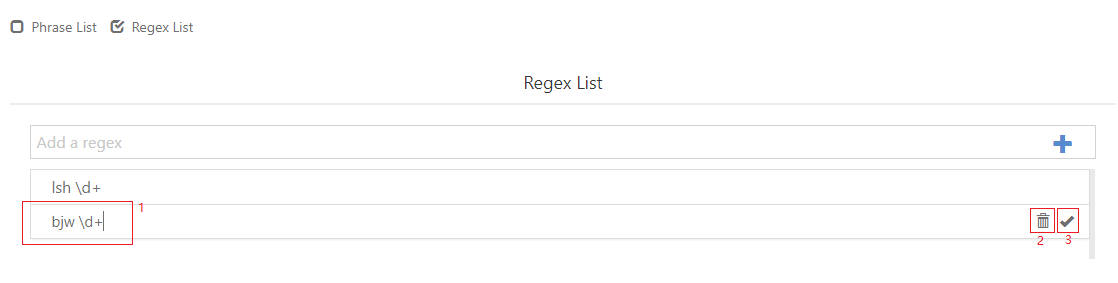 Phrase List Regex List
Regex List
Add a regex
lsh \d+
bjw \d+ 1
2 3